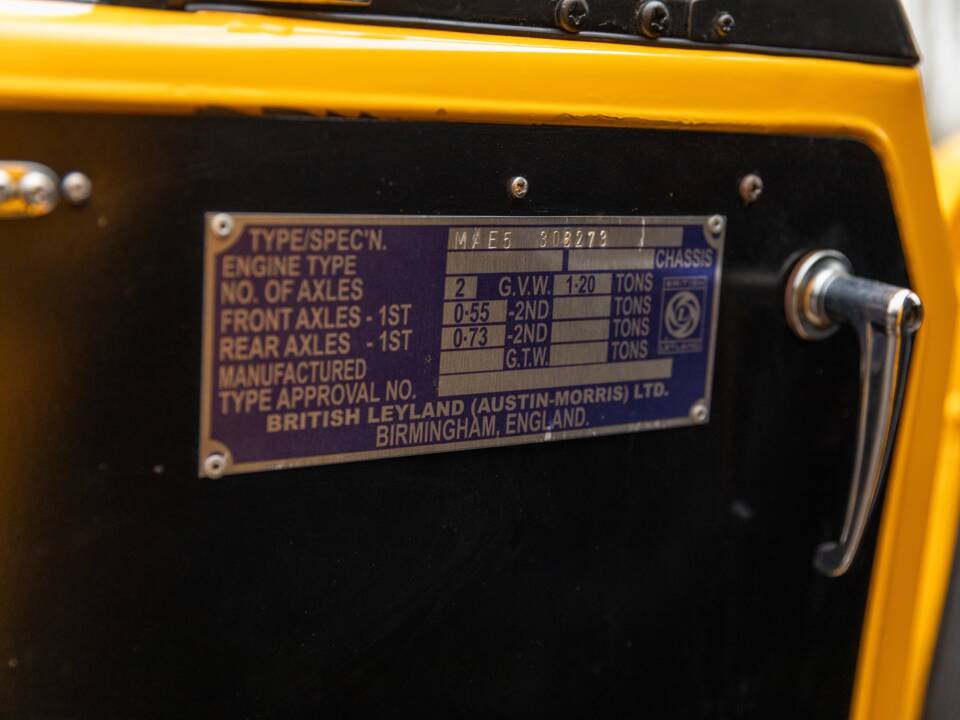 TYPE/SPEC'N. MAE5 308273
ENGINE TYPE CHASSIS
NO. OF AXLES 2 G.V.W. 1·20 TONS
FRONT AXLES - 1ST 0·55 -2ND TONS
REAR AXLES - 1ST 0·73 -2ND TONS
MANUFACTURED G.T.W. TONS
TYPE APPROVAL NO.
BRITISH
L
LEYLAND
BRITISH LEYLAND (AUSTIN-MORRIS) LTD.
BIRMINGHAM, ENGLAND.